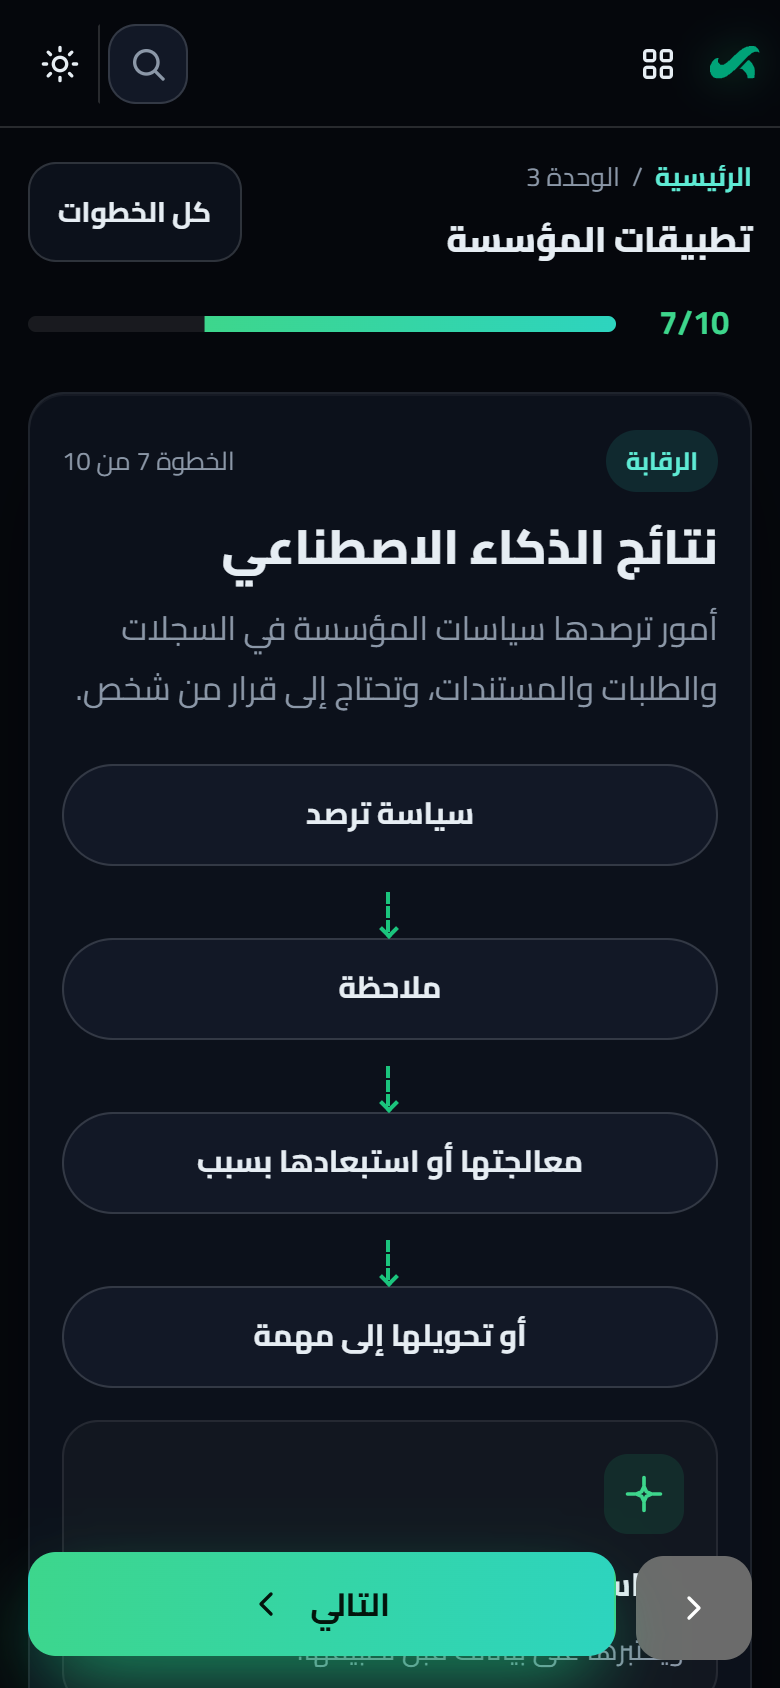 الرئيسية / الوحدة 3
تطبيقات المؤسسة
كل الخطوات
7/10
الرقابة
الخطوة 7 من 10
نتائج الذكاء الاصطناعي
أمور ترصدها سياسات المؤسسة في السجلات
والطلبات والمستندات، وتحتاج إلى قرار من شخص.
سياسة ترصد
ملاحظة
معالجتها أو استبعادها بسبب
أو تحويلها إلى مهمة
التالي